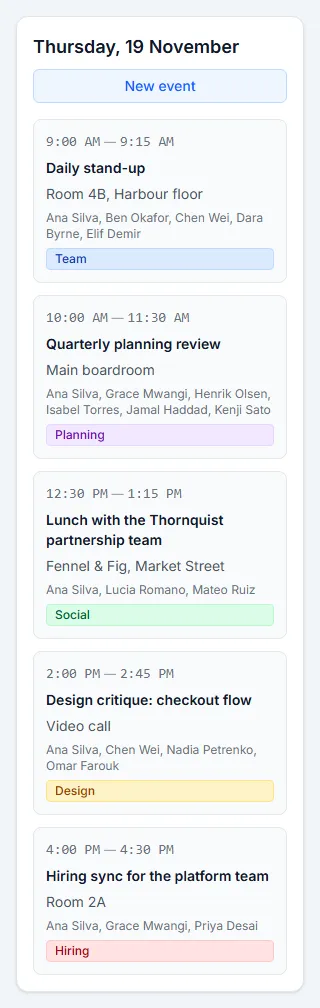 Thursday, 19 November
New event
9:00 AM — 9:15 AM
Daily stand-up
Room 4B, Harbour floor
Ana Silva, Ben Okafor, Chen Wei, Dara
Byrne, Elif Demir
Team
10:00 AM — 11:30 AM
Quarterly planning review
Main boardroom
Ana Silva, Grace Mwangi, Henrik Olsen,
Isabel Torres, Jamal Haddad, Kenji Sato
Planning
12:30 PM — 1:15 PM
Lunch with the Thornquist
partnership team
Fennel & Fig, Market Street
Ana Silva, Lucia Romano, Mateo Ruiz
Social
2:00 PM — 2:45 PM
Design critique: checkout flow
Video call
Ana Silva, Chen Wei, Nadia Petrenko,
Omar Farouk
Design
4:00 PM — 4:30 PM
Hiring sync for the platform team
Room 2A
Ana Silva, Grace Mwangi, Priya Desai
Hiring